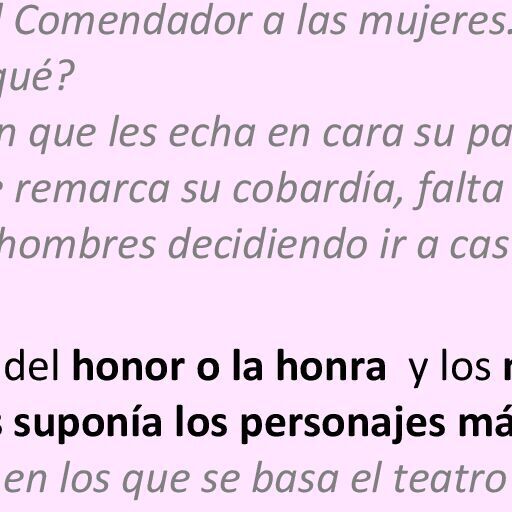 l Comendador a las mujeres.
qué?
n que les echa en cara su pa
e remarca su cobardía, falta
hombres decidiendo ir a cas
del honor o la honra y los
s suponía los personajes má
en los que se basa el teatro